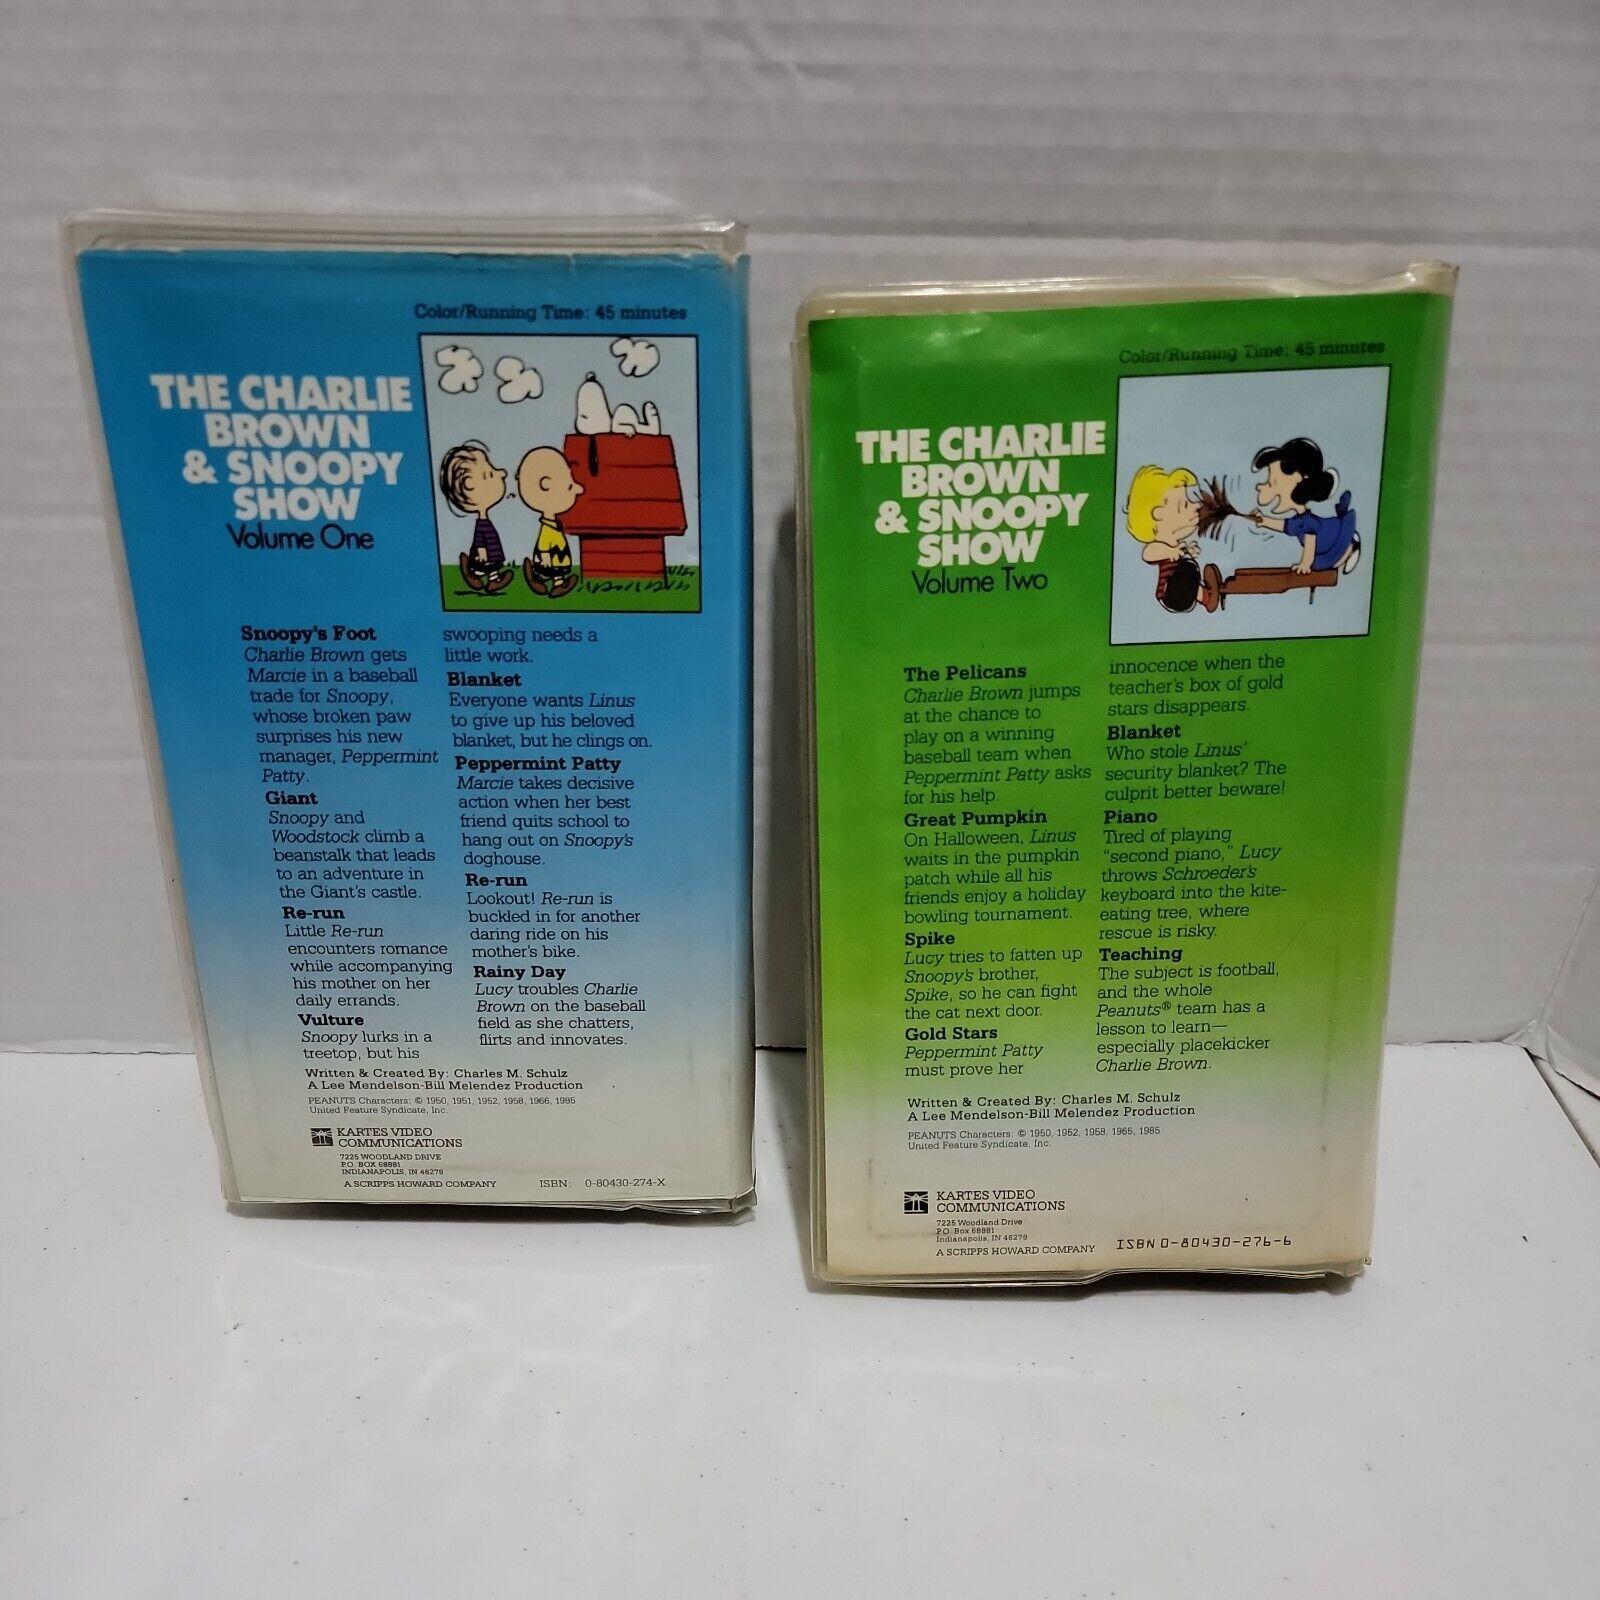 Color/Running Time: 45 minutes
THE CHARLIE
BROWN
& SNOOPY
SHOW
Volume One
Snoopy's Foot
Charlie Brown gets
Marcie in a baseball
trade for Snoopy,
whose broken paw
surprises his new
manager, Peppermint
Patty.
Giant
Snoopy and
Woodstock climb a
beanstalk that leads
to an adventure in
the Giant's castle.
Re-run
Little Re-run
encounters romance
while accompanying
his mother on her
daily errands.
Vulture
Snoopy lurks in a
treetop, but his
swooping needs a
little work.
Blanket
Everyone wants Linus
to give up his beloved
blanket, but he clings on.
Peppermint Patty
Marcie takes decisive
action when her best
friend quits school to
hang out on Snoopy's
doghouse.
Re-run
Lookout! Re-run is
buckled in for another
daring ride on his
mother's bike.
Rainy Day
Lucy troubles Charlie
Brown on the baseball
field as she chatters,
flirts and innovates.
Written & Created By: Charles M. Schulz
A Lee Mendelson-Bill Melendez Production
PEANUTS Characters: © 1950, 1951, 1952, 1958, 1966, 1985
United Feature Syndicate, Inc.
KARTES VIDEO
COMMUNICATIONS
7225 WOODLAND DRIVE
P.O. BOX 68881
INDIANAPOLIS, IN 46278
A SCRIPPS HOWARD COMPANY
ISBN: 0-80430-274-X
Color/Running Time: 45 minutes
THE CHARLIE
BROWN
& SNOOPY
SHOW
Volume Two
The Pelicans
Charlie Brown jumps
at the chance to
play on a winning
baseball team when
Peppermint Patty asks
for his help.
Great Pumpkin
On Halloween, Linus
waits in the pumpkin
patch while all his
friends enjoy a holiday
bowling tournament.
Spike
Lucy tries to fatten up
Snoopy's brother,
Spike, so he can fight
the cat next door.
Gold Stars
Peppermint Patty
must prove her
innocence when the
teacher's box of gold
stars disappears.
Blanket
Who stole Linus'
security blanket? The
culprit better beware!
Piano
Tired of playing
"second piano," Lucy
throws Schroeder's
keyboard into the kite-
eating tree, where
rescue is risky.
Teaching
The subject is football,
and the whole
Peanuts® team has a
lesson to learn—
especially placekicker
Charlie Brown.
Written & Created By: Charles M. Schulz
A Lee Mendelson-Bill Melendez Production
PEANUTS Characters: © 1950, 1952, 1958, 1965, 1985
United Feature Syndicate, Inc.
KARTES VIDEO
COMMUNICATIONS
7225 Woodland Drive
P.O. Box 68881
Indianapolis, IN 46278
A SCRIPPS HOWARD COMPANY
ISBN 0-80430-276-6